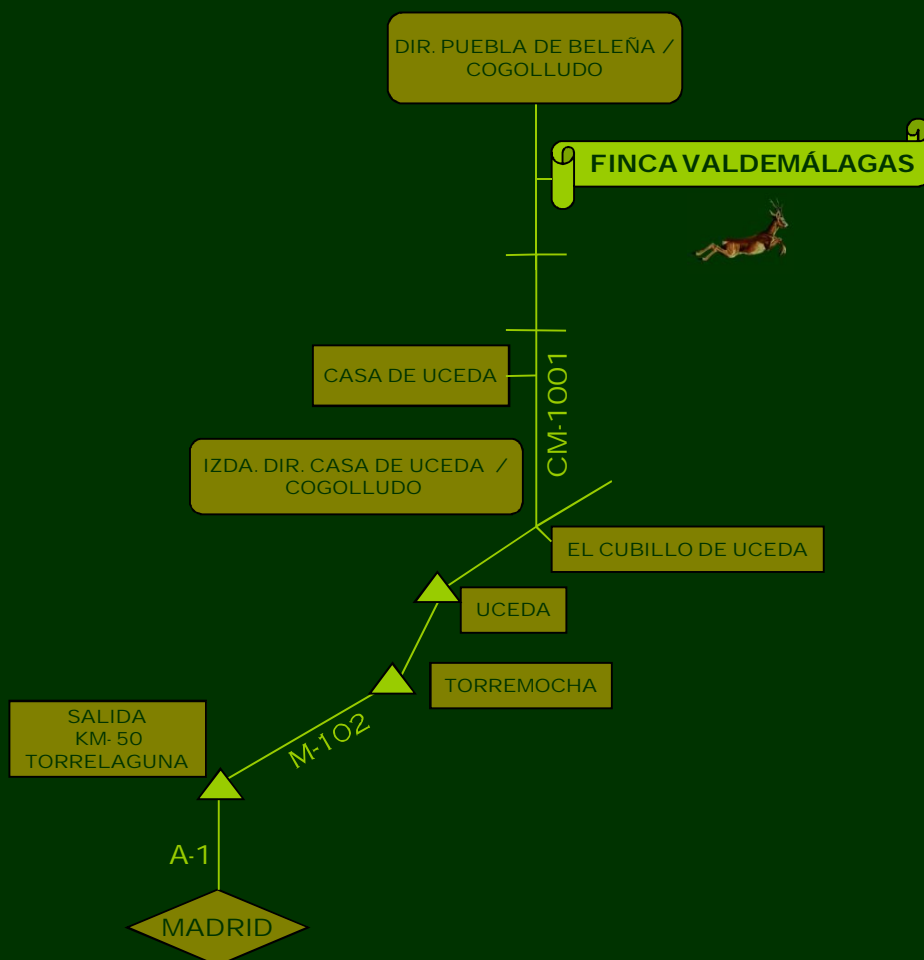 DIR. PUEBLA DE BELEÑA /
COGOLLUDO
FINCA VALDEMÁLAGAS
CASA DE UCEDA
CM-1001
IZDA. DIR. CASA DE UCEDA /
COGOLLUDO
EL CUBILLO DE UCEDA
UCEDA
TORREMOCHA
SALIDA
KM- 50
TORRELAGUNA
M-102
A-1
MADRID